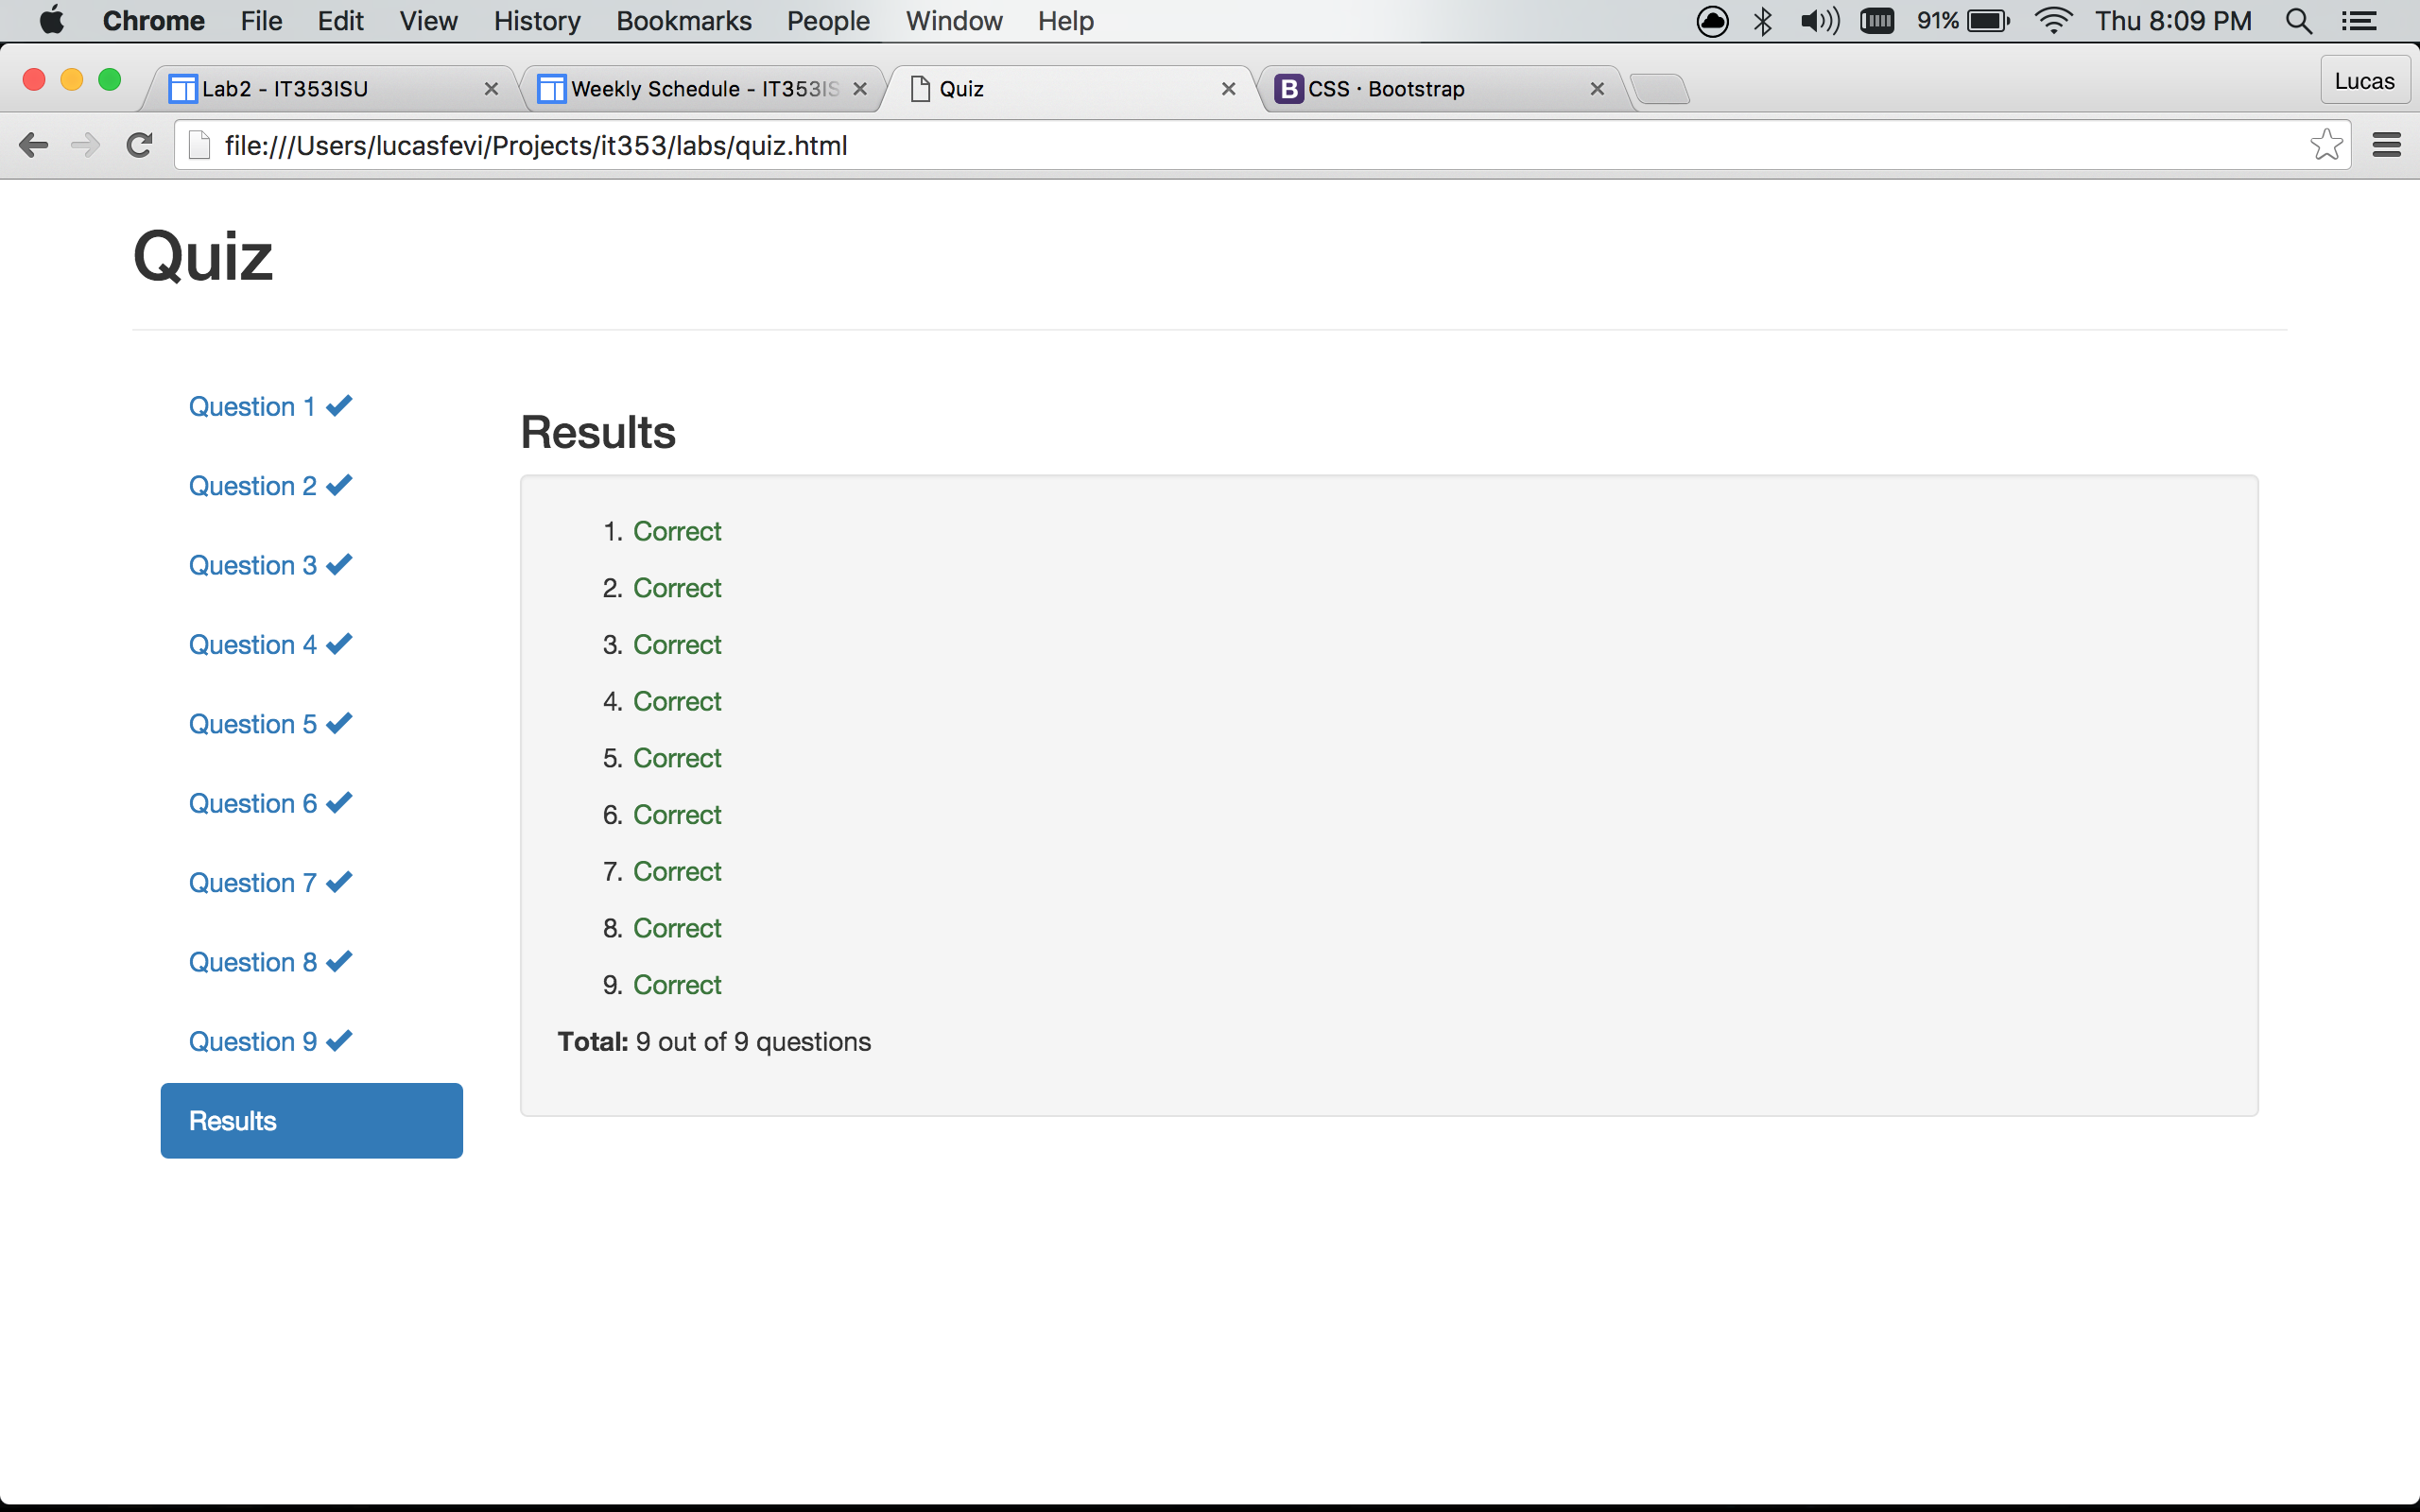 Chrome File Edit View History Bookmarks People Window Help 91% Thu 8:09 PM
Lab2 - IT353ISU Weekly Schedule - IT353IS Quiz B CSS · Bootstrap Lucas
file:///Users/lucasfevi/Projects/it353/labs/quiz.html
Quiz
Question 1
Question 2
Question 3
Question 4
Question 5
Question 6
Question 7
Question 8
Question 9
Results
Results
1. Correct
2. Correct
3. Correct
4. Correct
5. Correct
6. Correct
7. Correct
8. Correct
9. Correct
Total: 9 out of 9 questions